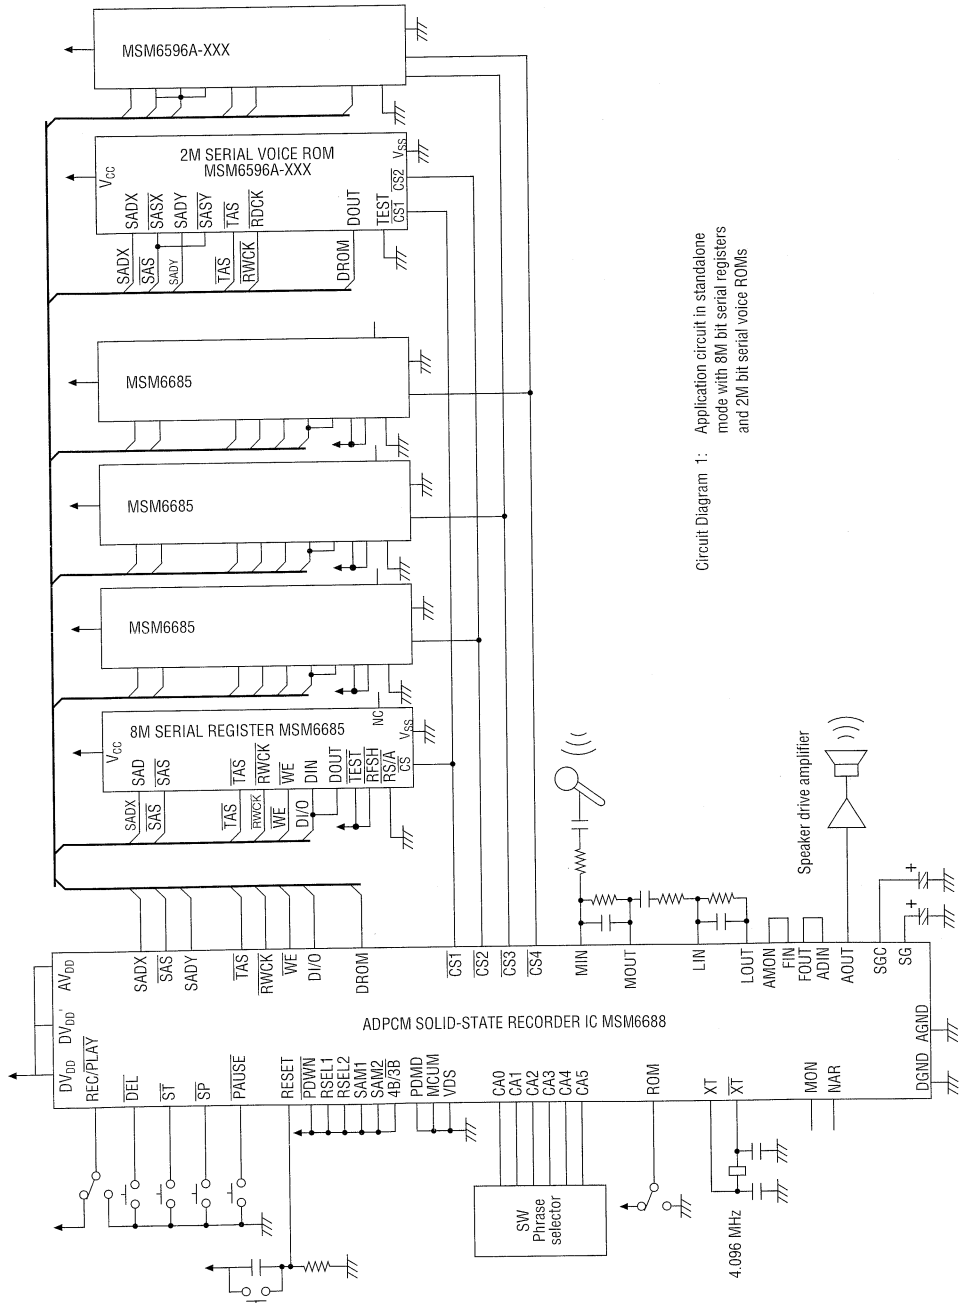 MSM6596A-XXX
2M SERIAL VOICE ROM
MSM6596A-XXX
VCC
SADX
SASX
SADY
SASY
TAS
RDCK
DOUT
TEST
CS1
CS2
VSS
SADX
SAS
SADY
TAS
RWCK
DROM
MSM6685
MSM6685
MSM6685
8M SERIAL REGISTER MSM6685
VCC
SAD
SAS
TAS
RWCK
WE
DIN
DOUT
TEST
RFSH
RS/A
CS
NC
VSS
SADX
SAS
TAS
RWCK
WE
DI/O
Circuit Diagram 1: Application circuit in standalone
mode with 8M bit serial registers
and 2M bit serial voice ROMs
Speaker drive amplifier
ADPCM SOLID-STATE RECORDER IC MSM6688
DVDD
DVDD'
AVDD
SADX
SAS
SADY
TAS
RWCK
WE
DI/O
DROM
CS1
CS2
CS3
CS4
MIN
MOUT
LIN
LOUT
AMON
FIN
FOUT
ADIN
AOUT
SGC
SG
+
+
REC/PLAY
DEL
ST
SP
PAUSE
RESET
PDWN
RSEL1
RSEL2
SAM1
SAM2
4B/3B
PDMD
MCUM
VDS
CA0
CA1
CA2
CA3
CA4
CA5
ROM
XT
XT
MON
NAR
DGND
AGND
SW
Phrase
selector
4.096 MHz